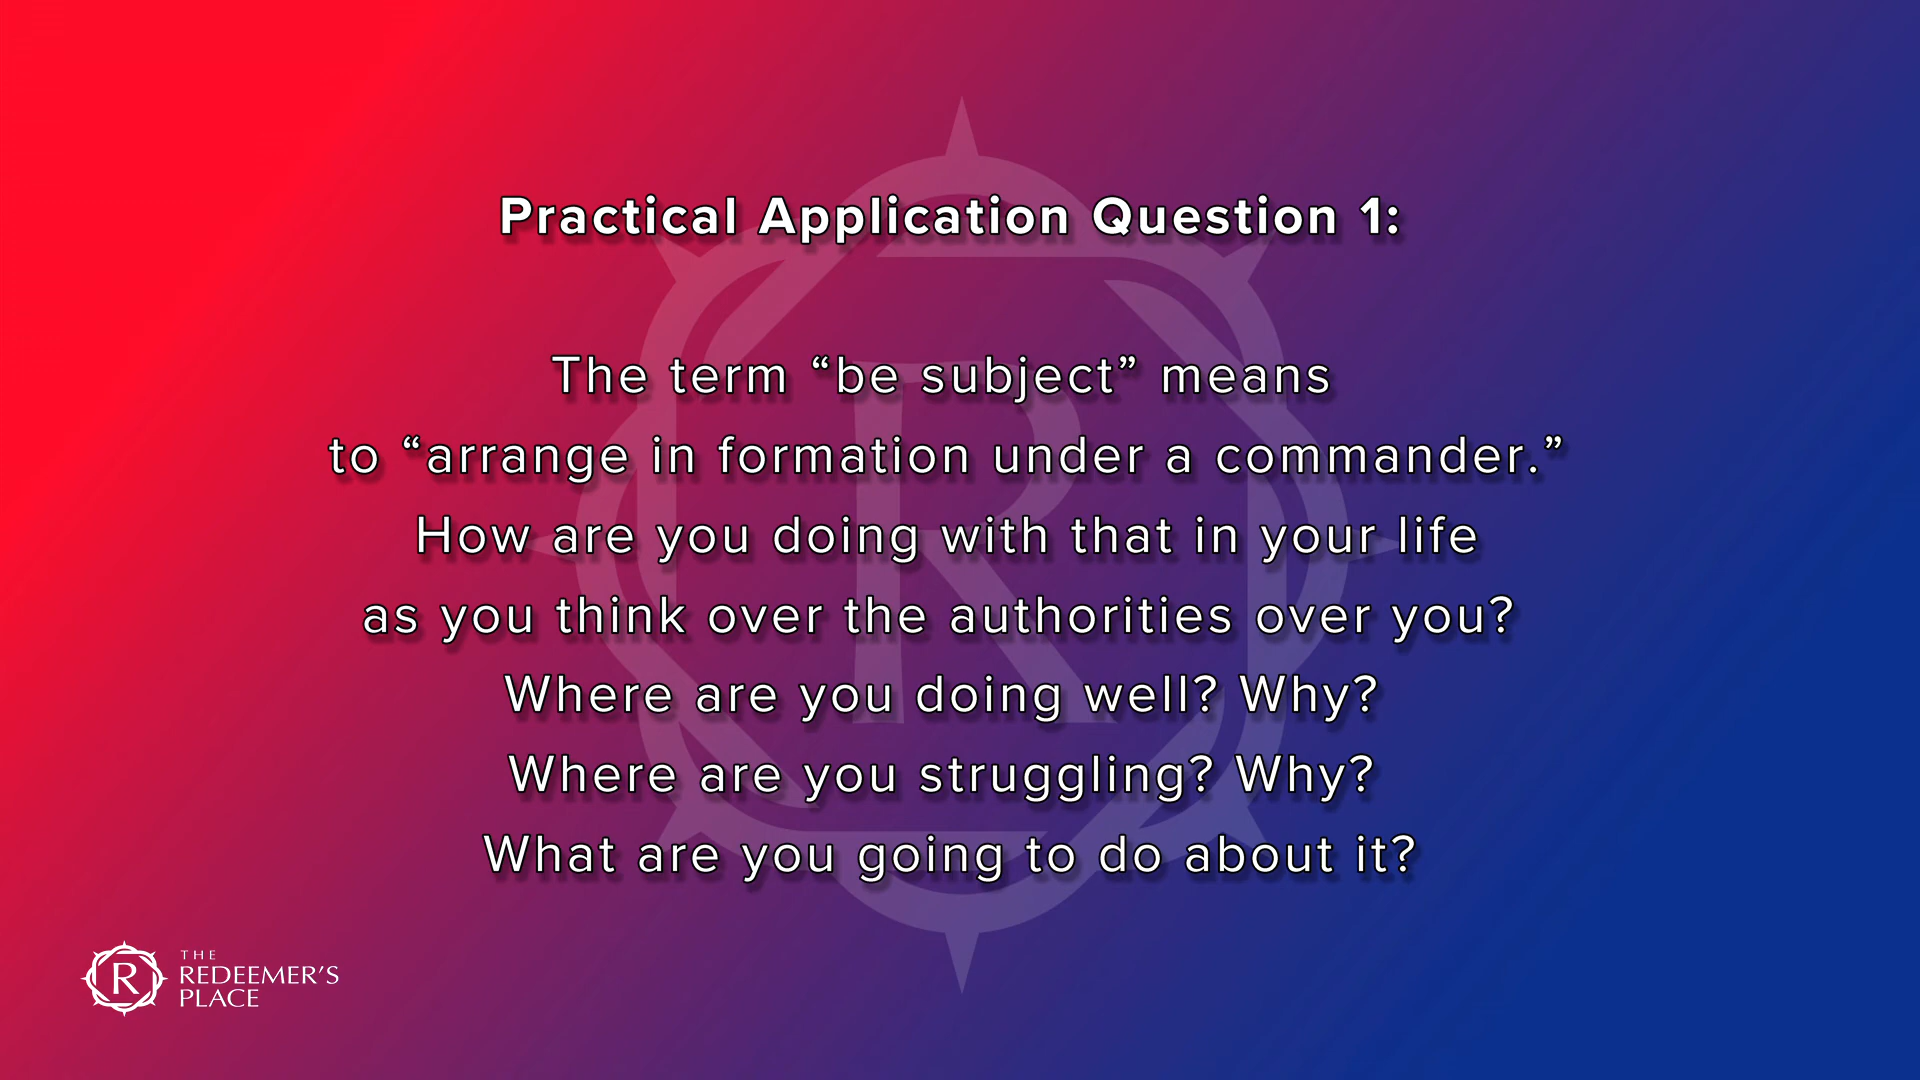 Practical Application Question 1:
The term “be subject” means
to “arrange in formation under a commander.”
How are you doing with that in your life
as you think over the authorities over you?
Where are you doing well? Why?
Where are you struggling? Why?
What are you going to do about it?
R
R
THE
REDEEMER’S
PLACE